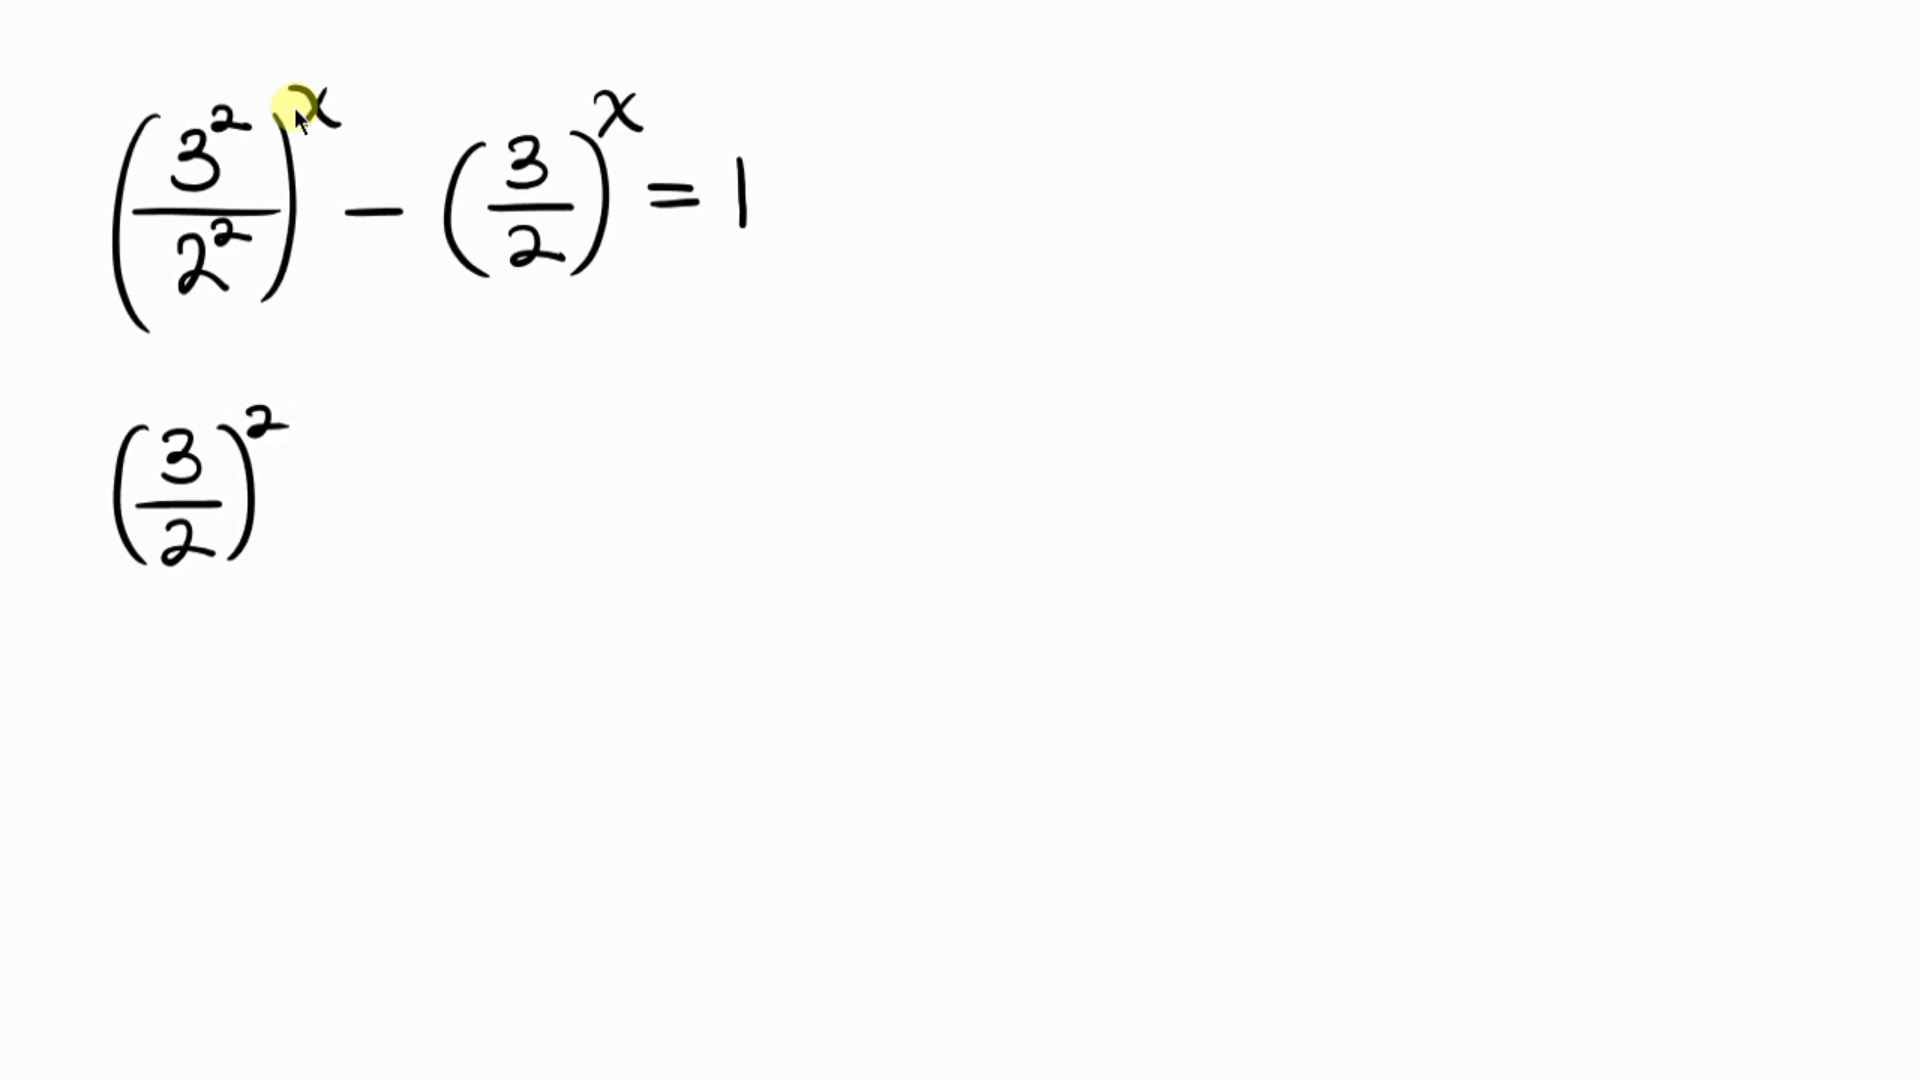 (3²/2²)ˣ − (3/2)ˣ = 1
(3/2)²